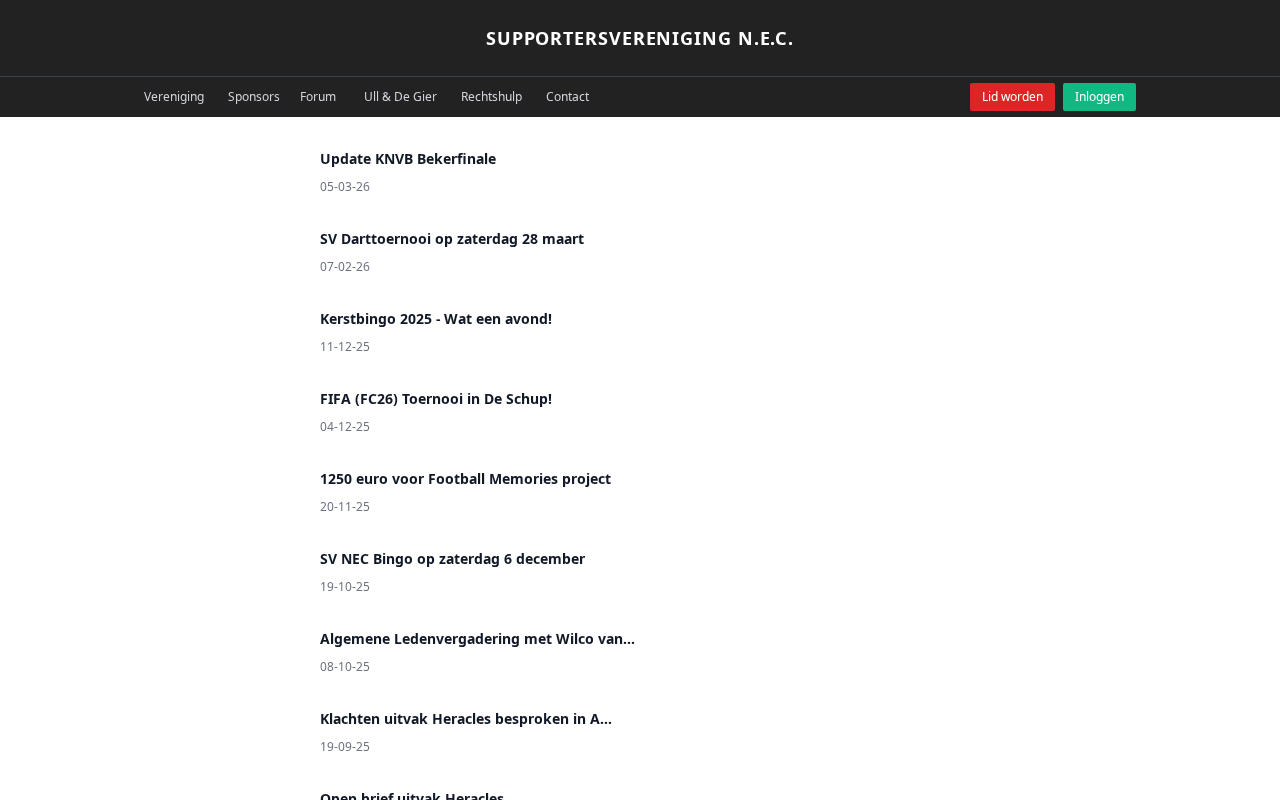 SUPPORTERSVERENIGING N.E.C.
Vereniging Sponsors Forum Ull & De Gier Rechtshulp Contact Lid worden Inloggen
Update KNVB Bekerfinale
05-03-26
SV Darttoernooi op zaterdag 28 maart
07-02-26
Kerstbingo 2025 - Wat een avond!
11-12-25
FIFA (FC26) Toernooi in De Schup!
04-12-25
1250 euro voor Football Memories project
20-11-25
SV NEC Bingo op zaterdag 6 december
19-10-25
Algemene Ledenvergadering met Wilco van...
08-10-25
Klachten uitvak Heracles besproken in A...
19-09-25
Open brief uitvak Heracles